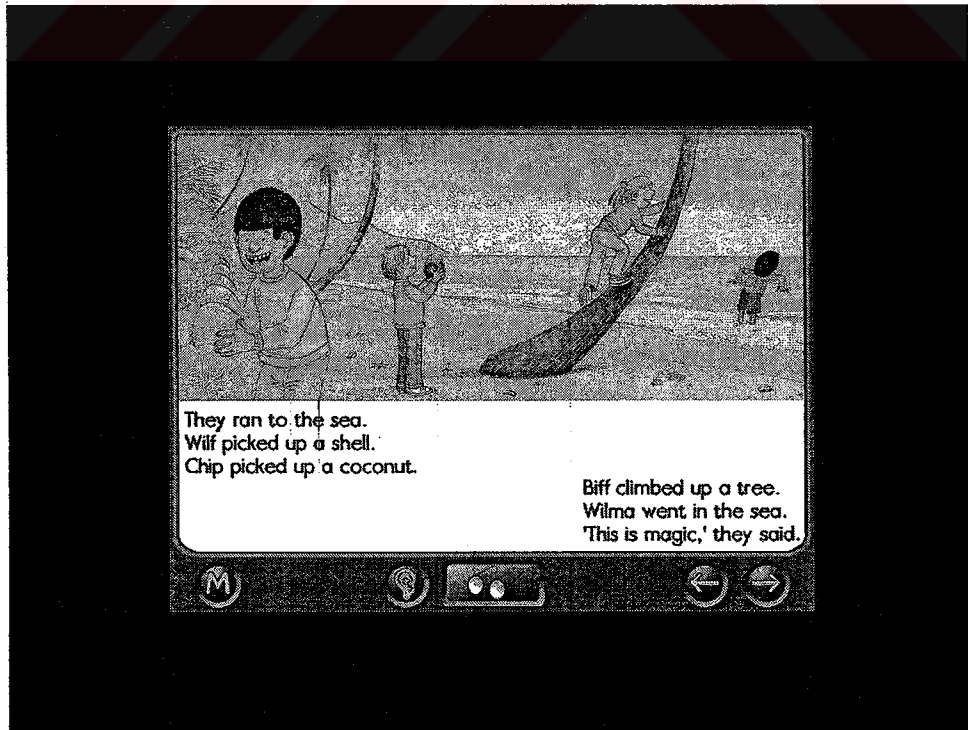 They ran to the sea.
Wilf picked up a shell.
Chip picked up a coconut.
Biff climbed up a tree.
Wilma went in the sea.
'This is magic,' they said.
M